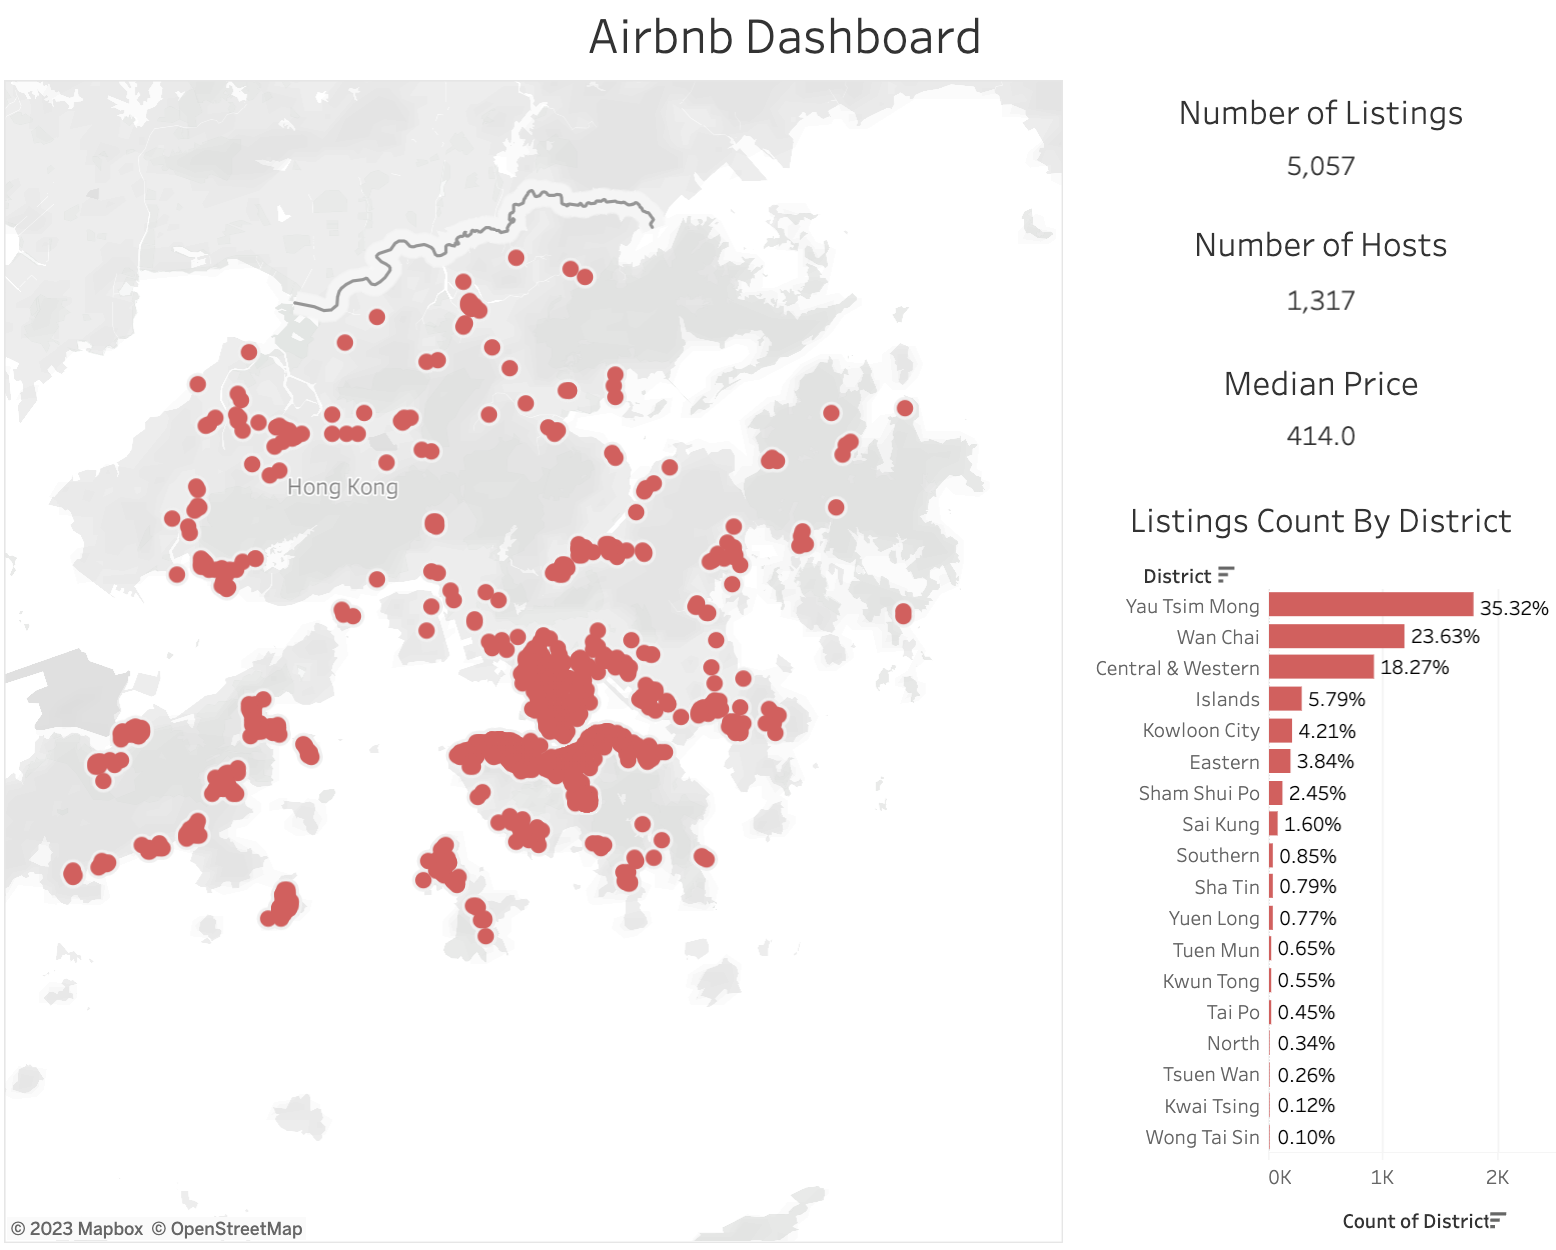 Airbnb Dashboard
Hong Kong
© 2023 Mapbox © OpenStreetMap
Number of Listings
5,057
Number of Hosts
1,317
Median Price
414.0
Listings Count By District
District
Yau Tsim Mong 35.32%
Wan Chai 23.63%
Central & Western 18.27%
Islands 5.79%
Kowloon City 4.21%
Eastern 3.84%
Sham Shui Po 2.45%
Sai Kung 1.60%
Southern 0.85%
Sha Tin 0.79%
Yuen Long 0.77%
Tuen Mun 0.65%
Kwun Tong 0.55%
Tai Po 0.45%
North 0.34%
Tsuen Wan 0.26%
Kwai Tsing 0.12%
Wong Tai Sin 0.10%
0K 1K 2K
Count of District